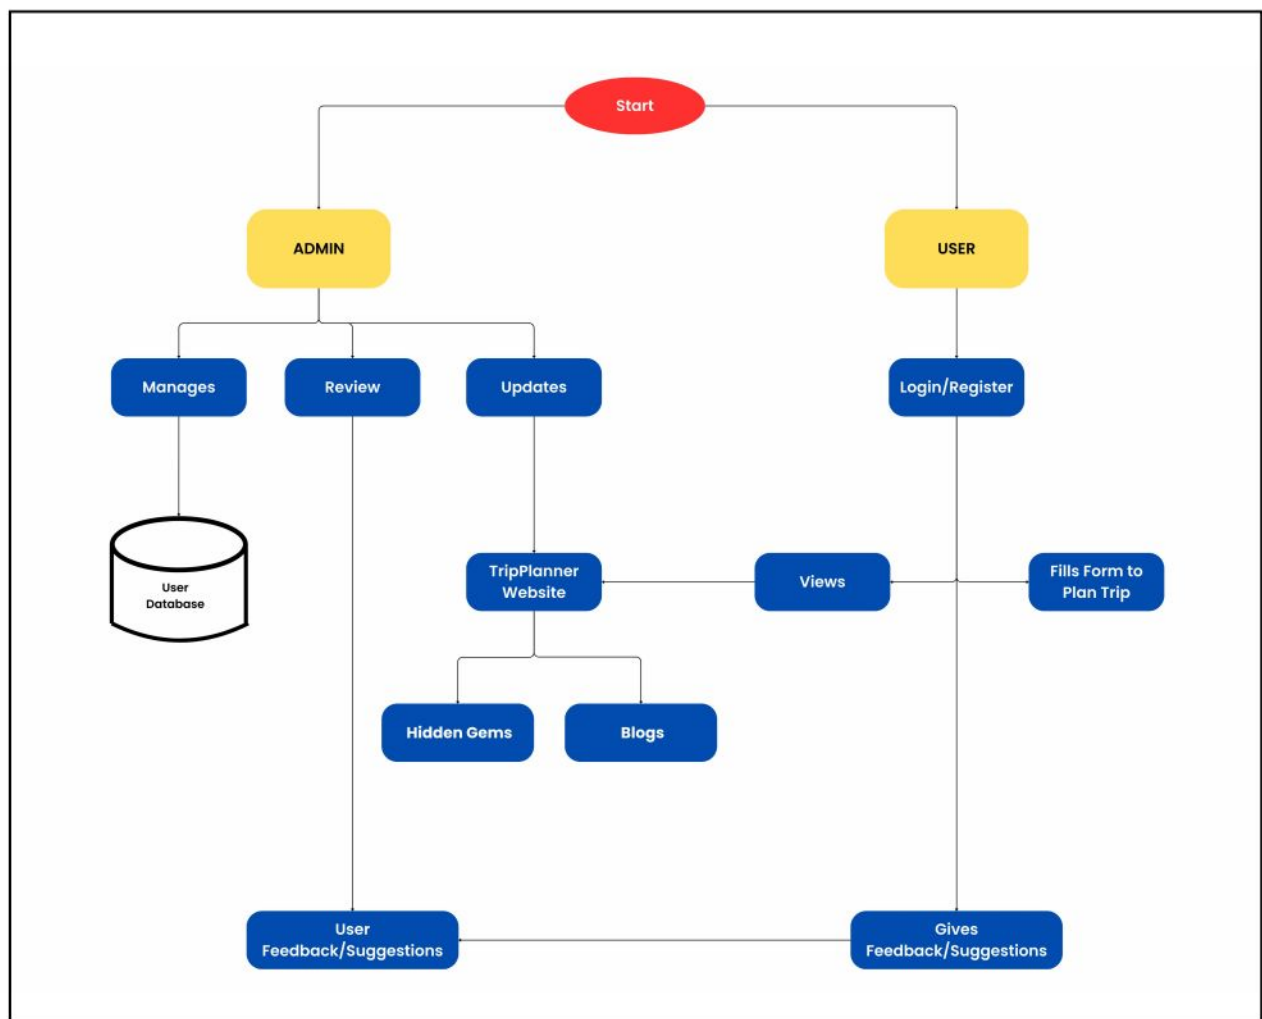 Start
ADMIN
USER
Manages
Review
Updates
Login/Register
User
Database
TripPlanner
Website
Views
Fills Form to
Plan Trip
Hidden Gems
Blogs
User
Feedback/Suggestions
Gives
Feedback/Suggestions